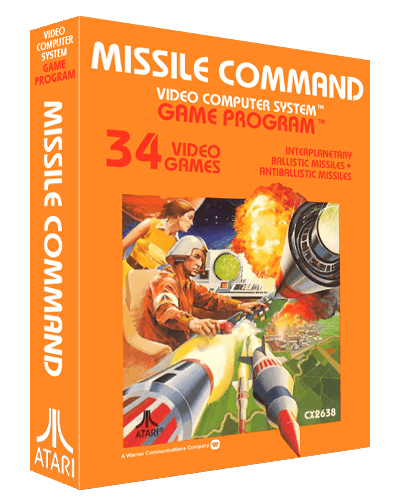 VIDEO
COMPUTER
SYSTEM
GAME
PROGRAM
MISSILE COMMAND
ATARI
MISSILE COMMAND
VIDEO COMPUTER SYSTEM™
GAME PROGRAM™
34 VIDEO
GAMES
INTERPLANETARY
BALLISTIC MISSILES •
ANTIBALLISTIC MISSILES
ATARI®
CX2638
A Warner Communications Company